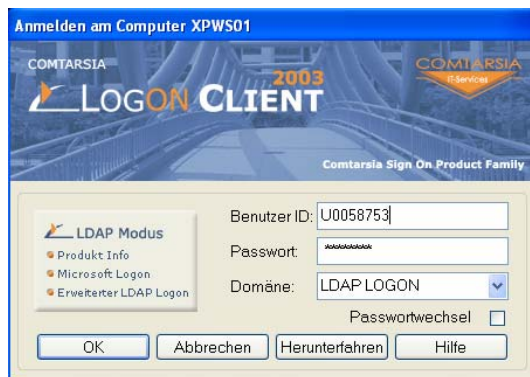 Anmelden am Computer XPWS01
COMTARSIA
LOGON CLIENT
2003
COMTARSIA
IT-Services
Comtarsia Sign On Product Family
LDAP Modus
Produkt Info
Microsoft Logon
Erweiterter LDAP Logon
Benutzer ID: U0058753
Passwort: ********
Domäne: LDAP LOGON
Passwortwechsel
OK Abbrechen Herunterfahren Hilfe